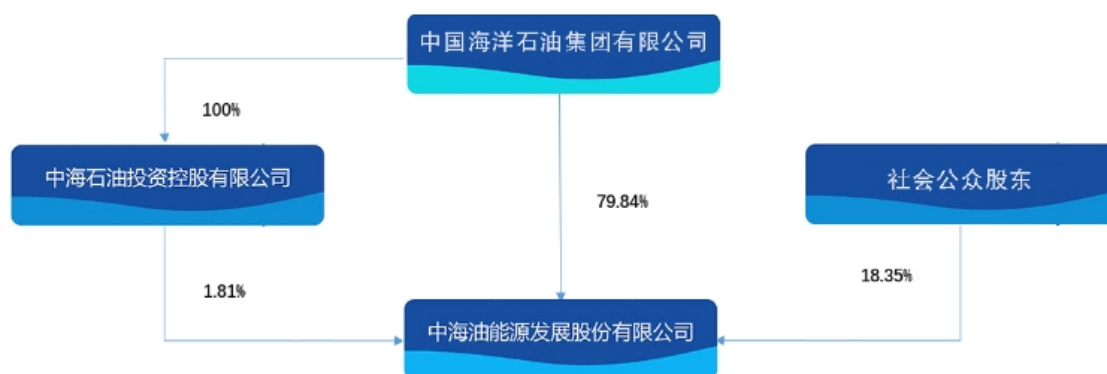 中国海洋石油集团有限公司
100%
中海石油投资控股有限公司
79.84%
社会公众股东
1.81%
18.35%
中海油能源发展股份有限公司